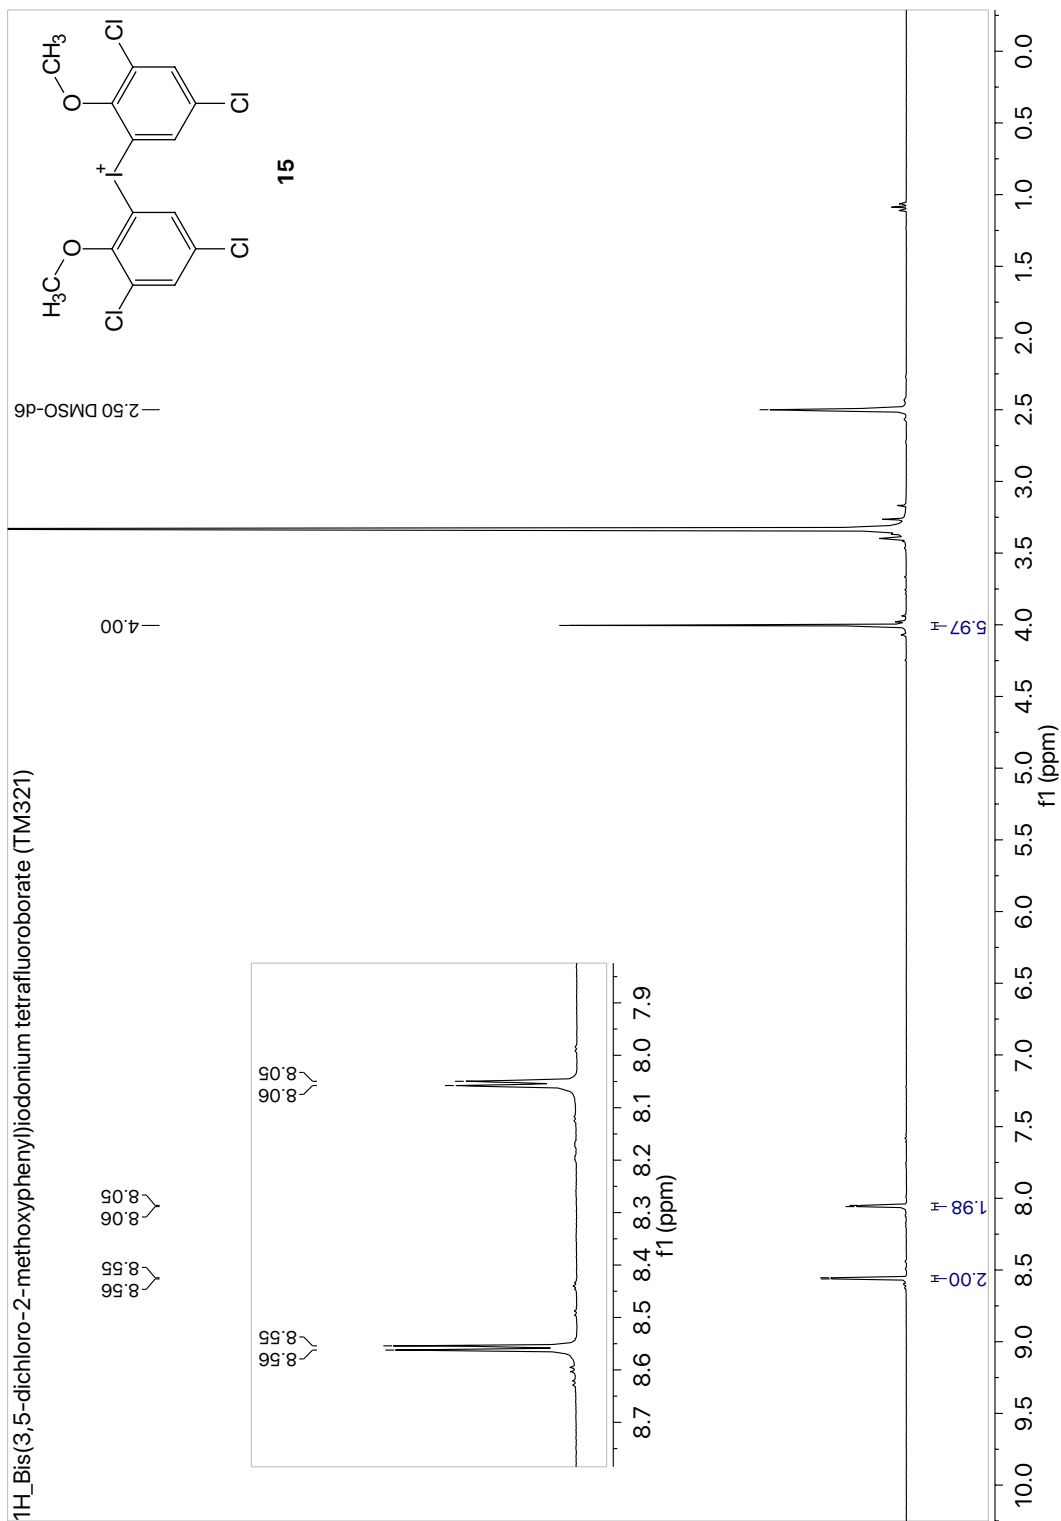 1H_Bis(3,5-dichloro-2-methoxyphenyl)iodonium tetrafluoroborate (TM321)
8.56
8.55
8.06
8.05
4.00
2.50 DMSO-d6
H3C
O
Cl
Cl
I+
CH3
O
Cl
Cl
15
8.56
8.55
8.06
8.05
8.7 8.6 8.5 8.4 8.3 8.2 8.1 8.0 7.9
f1 (ppm)
2.00
1.98
5.97
10.0 9.5 9.0 8.5 8.0 7.5 7.0 6.5 6.0 5.5 5.0 4.5 4.0 3.5 3.0 2.5 2.0 1.5 1.0 0.5 0.0
f1 (ppm)